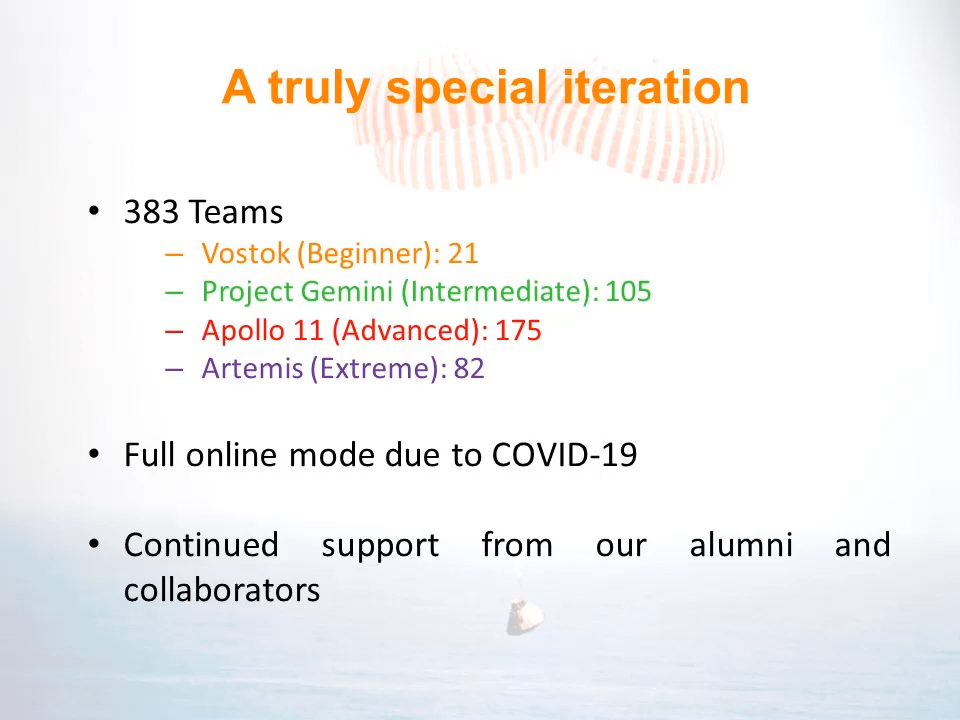 A truly special iteration
• 383 Teams
– Vostok (Beginner): 21
– Project Gemini (Intermediate): 105
– Apollo 11 (Advanced): 175
– Artemis (Extreme): 82
• Full online mode due to COVID-19
• Continued support from our alumni and
collaborators